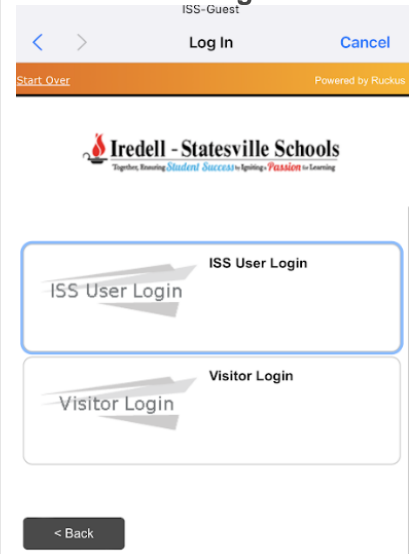 ISS-Guest
Log In
Cancel
Start Over
Powered by Ruckus
Iredell - Statesville Schools
Together, Ensuring Student Success by Igniting a Passion for Learning
ISS User Login
ISS User Login
Visitor Login
Visitor Login
< Back